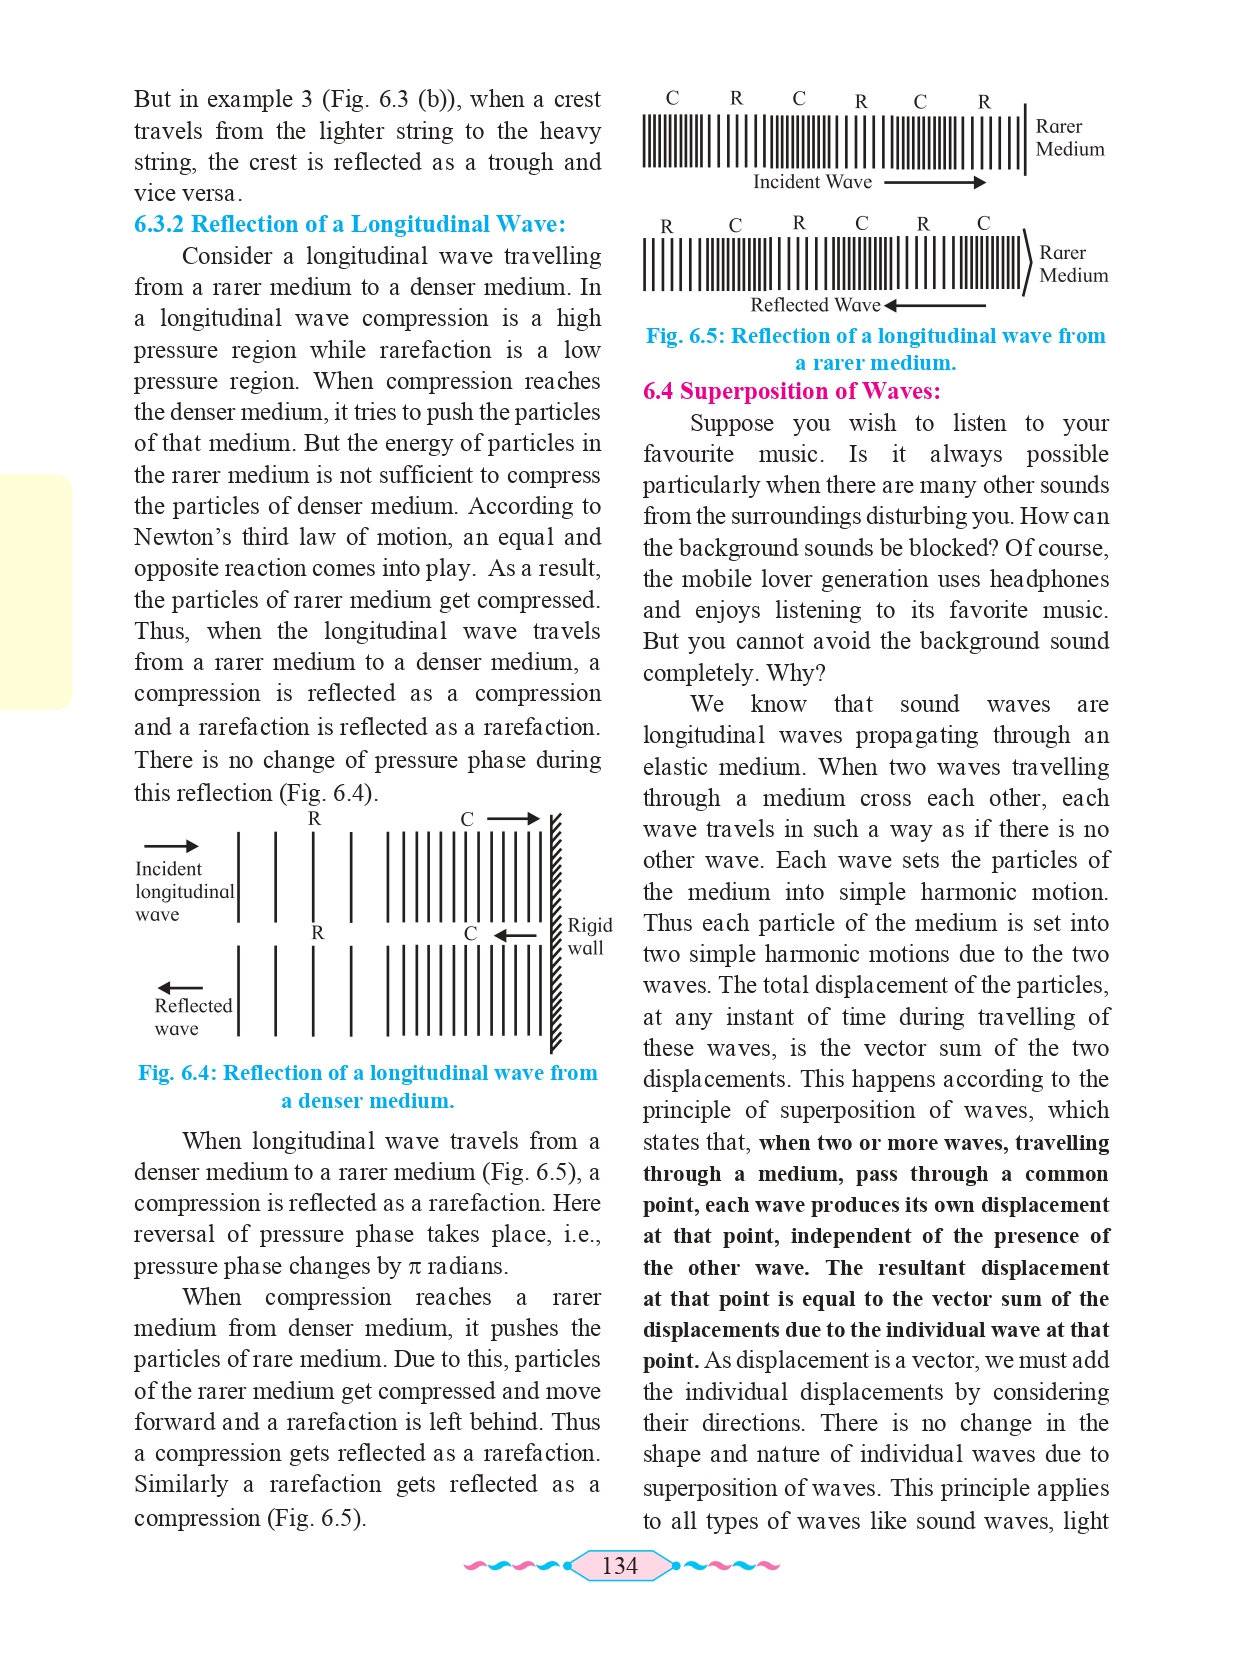 But in example 3 (Fig. 6.3 (b)), when a crest
travels from the lighter string to the heavy
string, the crest is reflected as a trough and
vice versa.
6.3.2 Reflection of a Longitudinal Wave:
Consider a longitudinal wave travelling
from a rarer medium to a denser medium. In
a longitudinal wave compression is a high
pressure region while rarefaction is a low
pressure region. When compression reaches
the denser medium, it tries to push the particles
of that medium. But the energy of particles in
the rarer medium is not sufficient to compress
the particles of denser medium. According to
Newton's third law of motion, an equal and
opposite reaction comes into play. As a result,
the particles of rarer medium get compressed.
Thus, when the longitudinal wave travels
from a rarer medium to a denser medium, a
compression is reflected as a compression
and a rarefaction is reflected as a rarefaction.
There is no change of pressure phase during
this reflection (Fig. 6.4).
R C
Incident
longitudinal
wave
R C
Rigid
wall
Reflected
wave
Fig. 6.4: Reflection of a longitudinal wave from
a denser medium.
When longitudinal wave travels from a
denser medium to a rarer medium (Fig. 6.5), a
compression is reflected as a rarefaction. Here
reversal of pressure phase takes place, i.e.,
pressure phase changes by π radians.
When compression reaches a rarer
medium from denser medium, it pushes the
particles of rare medium. Due to this, particles
of the rarer medium get compressed and move
forward and a rarefaction is left behind. Thus
a compression gets reflected as a rarefaction.
Similarly a rarefaction gets reflected as a
compression (Fig. 6.5).
C R C R C R
Rarer
Medium
Incident Wave
R C R C R C
Rarer
Medium
Reflected Wave
Fig. 6.5: Reflection of a longitudinal wave from
a rarer medium.
6.4 Superposition of Waves:
Suppose you wish to listen to your
favourite music. Is it always possible
particularly when there are many other sounds
from the surroundings disturbing you. How can
the background sounds be blocked? Of course,
the mobile lover generation uses headphones
and enjoys listening to its favorite music.
But you cannot avoid the background sound
completely. Why?
We know that sound waves are
longitudinal waves propagating through an
elastic medium. When two waves travelling
through a medium cross each other, each
wave travels in such a way as if there is no
other wave. Each wave sets the particles of
the medium into simple harmonic motion.
Thus each particle of the medium is set into
two simple harmonic motions due to the two
waves. The total displacement of the particles,
at any instant of time during travelling of
these waves, is the vector sum of the two
displacements. This happens according to the
principle of superposition of waves, which
states that, when two or more waves, travelling
through a medium, pass through a common
point, each wave produces its own displacement
at that point, independent of the presence of
the other wave. The resultant displacement
at that point is equal to the vector sum of the
displacements due to the individual wave at that
point. As displacement is a vector, we must add
the individual displacements by considering
their directions. There is no change in the
shape and nature of individual waves due to
superposition of waves. This principle applies
to all types of waves like sound waves, light
134